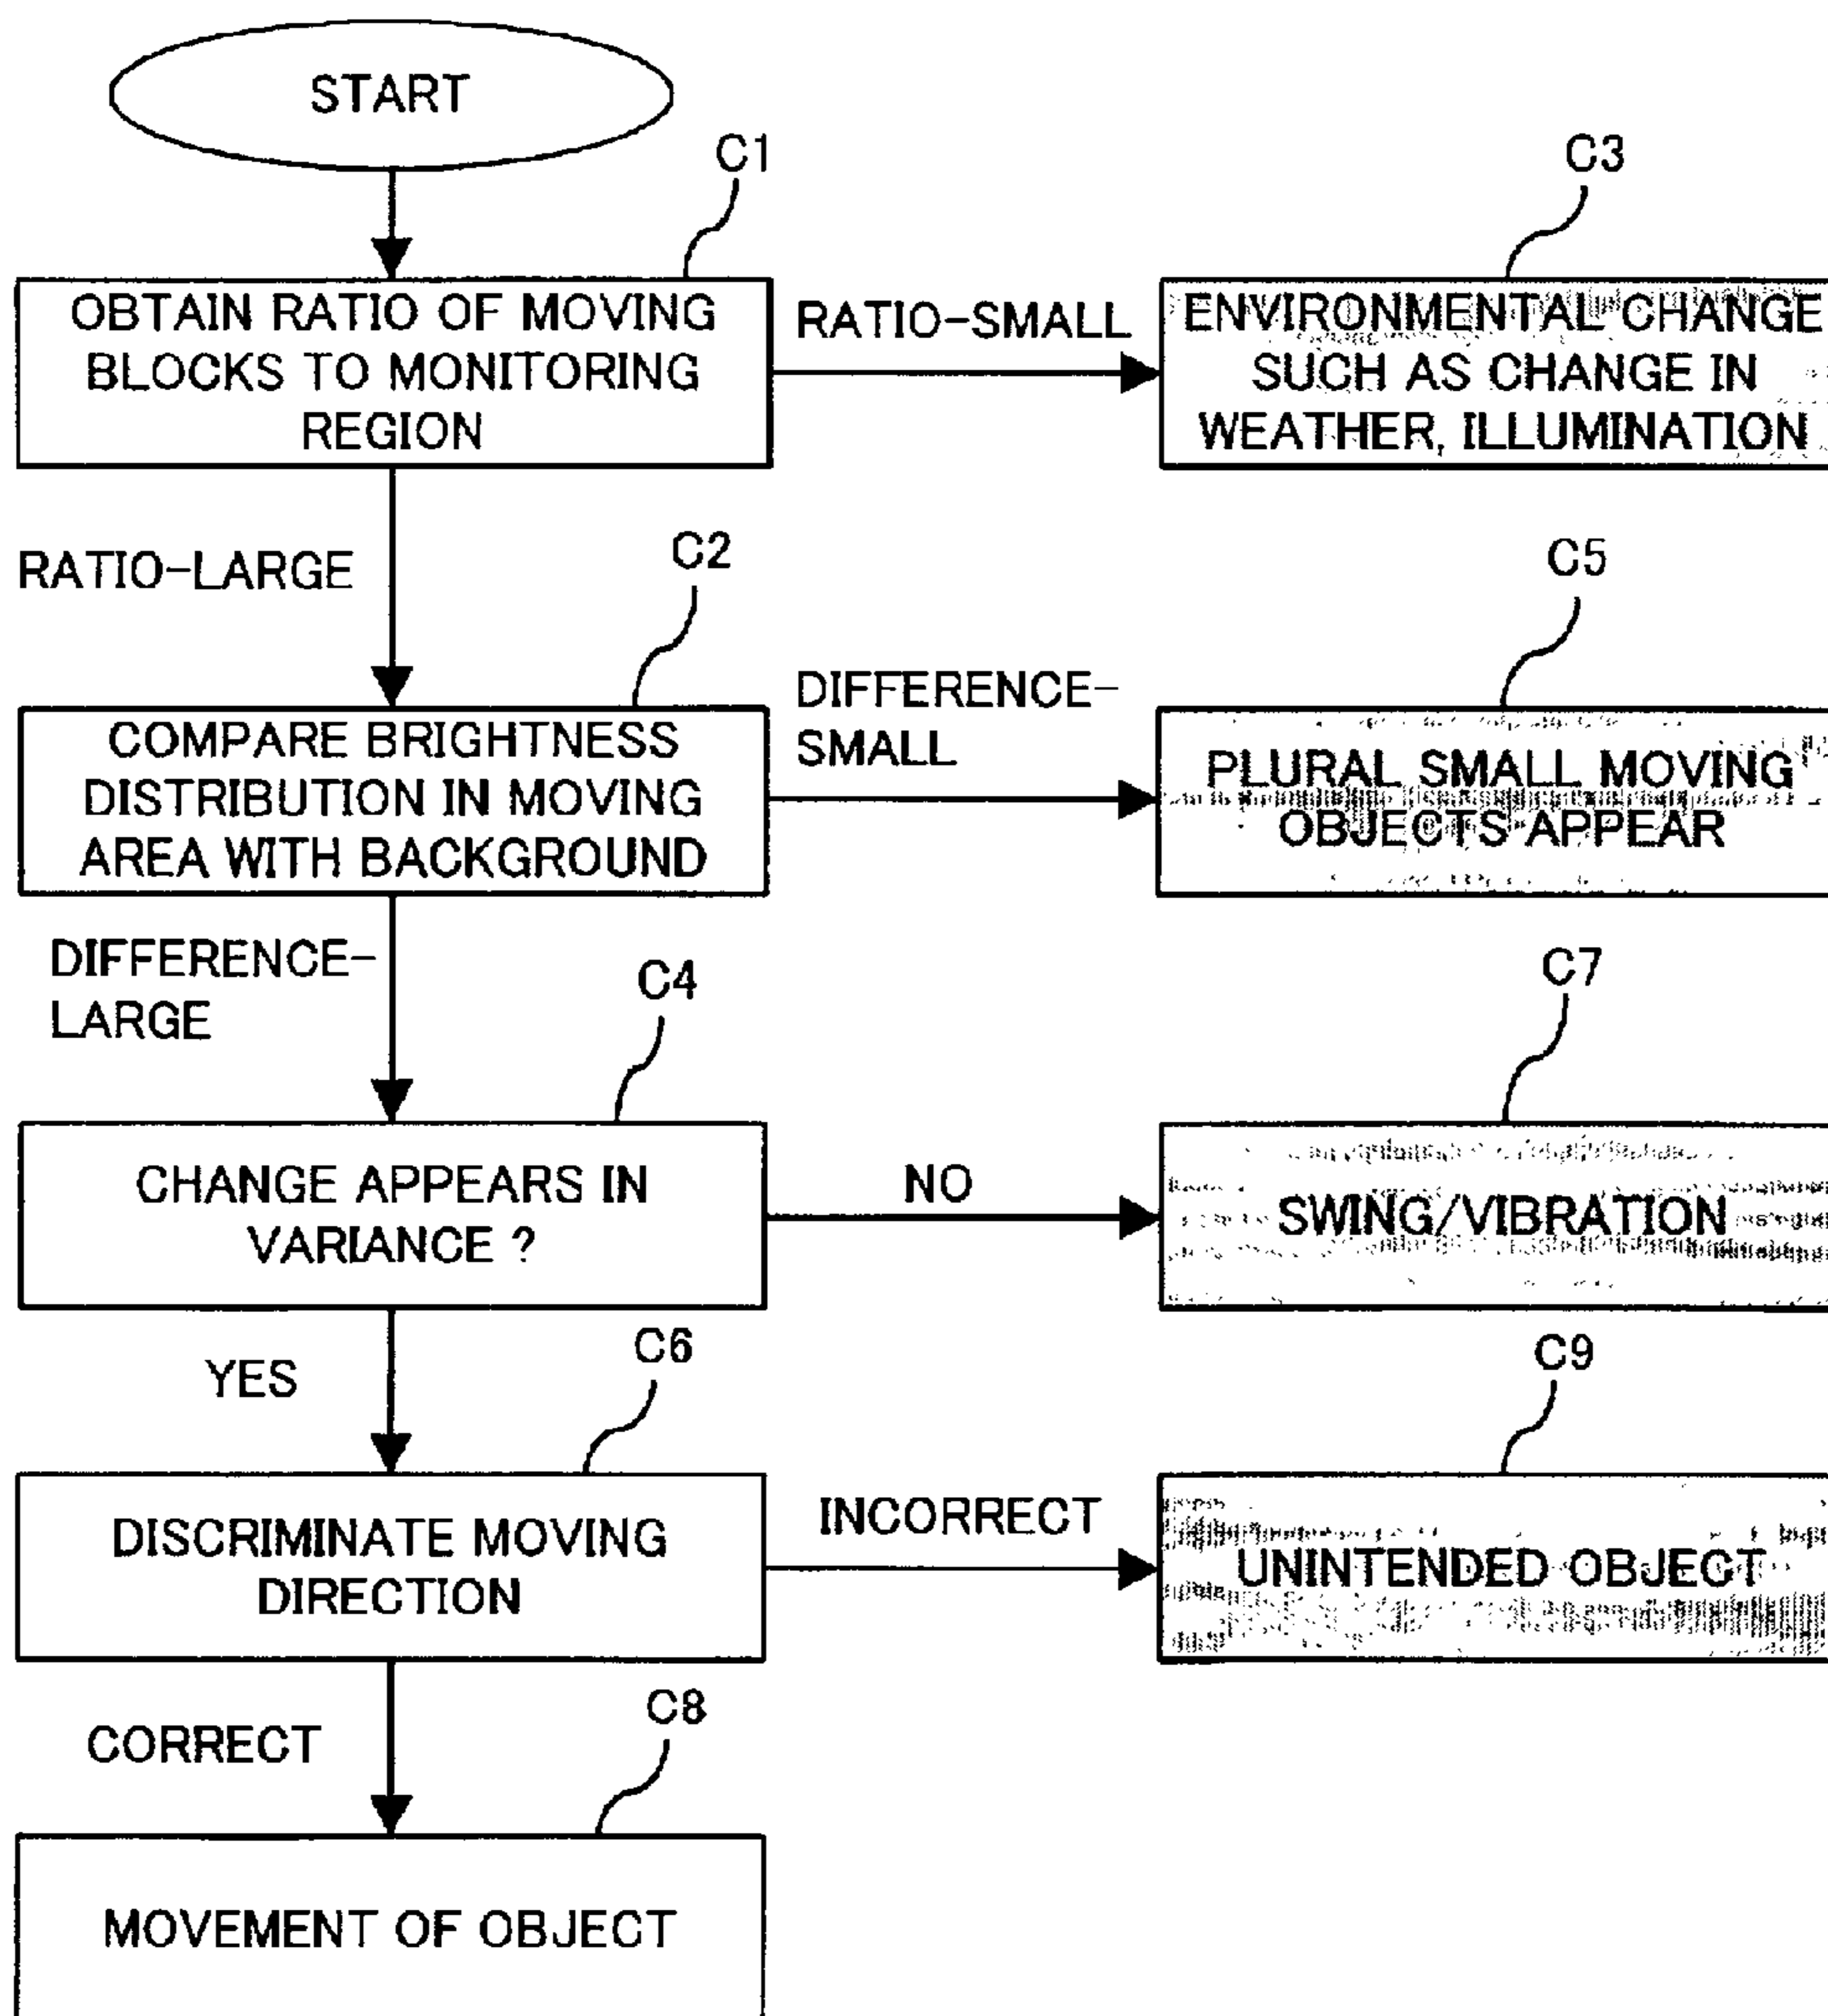 START
C1
C3
OBTAIN RATIO OF MOVING
BLOCKS TO MONITORING
REGION
RATIO-SMALL
ENVIRONMENTAL CHANGE
SUCH AS CHANGE IN
WEATHER, ILLUMINATION
RATIO-LARGE
C2
C5
COMPARE BRIGHTNESS
DISTRIBUTION IN MOVING
AREA WITH BACKGROUND
DIFFERENCE-
SMALL
PLURAL SMALL MOVING
OBJECTS APPEAR
DIFFERENCE-
LARGE
C4
C7
CHANGE APPEARS IN
VARIANCE ?
NO
SWING/VIBRATION
YES
C6
C9
DISCRIMINATE MOVING
DIRECTION
INCORRECT
UNINTENDED OBJECT
CORRECT
C8
MOVEMENT OF OBJECT